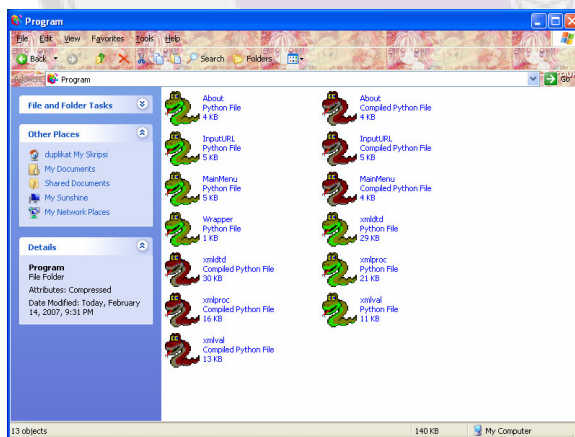 Program
File Edit View Favorites Tools Help
Back Search Folders
Address Program Go
File and Folder Tasks
Other Places
duplikat My Skripsi
My Documents
Shared Documents
My Sunshine
My Network Places
Details
Program
File Folder
Attributes: Compressed
Date Modified: Today, February
14, 2007, 9:31 PM
About
Python File
4 KB
About
Compiled Python File
4 KB
InputURL
Python File
5 KB
InputURL
Compiled Python File
5 KB
MainMenu
Python File
5 KB
MainMenu
Compiled Python File
4 KB
Wrapper
Python File
1 KB
xmldtd
Python File
29 KB
xmldtd
Compiled Python File
30 KB
xmlproc
Python File
21 KB
xmlproc
Compiled Python File
16 KB
xmlval
Python File
11 KB
xmlval
Compiled Python File
13 KB
13 objects
140 KB
My Computer